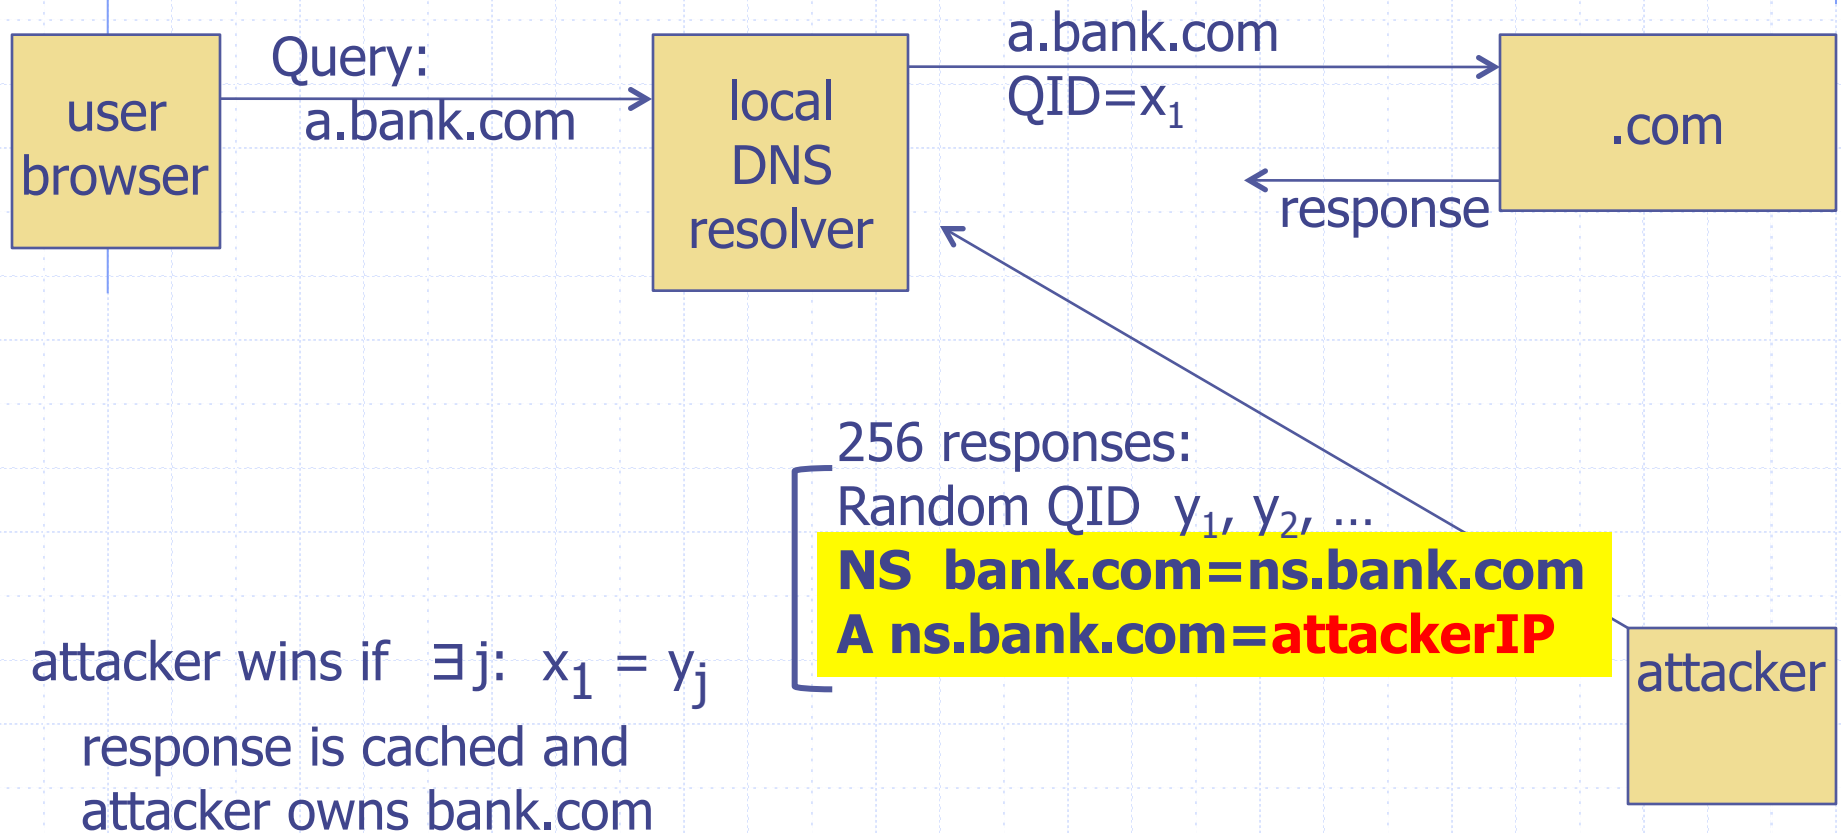 user
browser
Query:
a.bank.com
local
DNS
resolver
a.bank.com
QID=x₁
.com
response
256 responses:
Random QID y₁, y₂, …
NS bank.com=ns.bank.com
A ns.bank.com=attackerIP
attacker
attacker wins if ∃j: x₁ = yⱼ
response is cached and
attacker owns bank.com